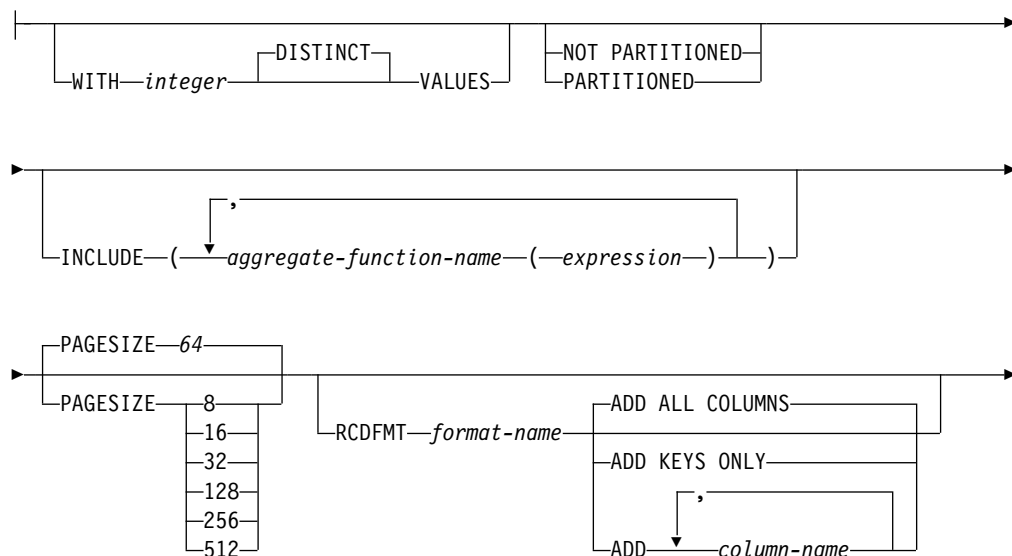 DISTINCT NOT PARTITIONED
WITH integer VALUES PARTITIONED
,
INCLUDE ( aggregate-function-name ( expression ) )
PAGESIZE 64
PAGESIZE 8 ADD ALL COLUMNS
16 RCDFMT format-name
32 ADD KEYS ONLY
128 ,
256
512 ADD column-name